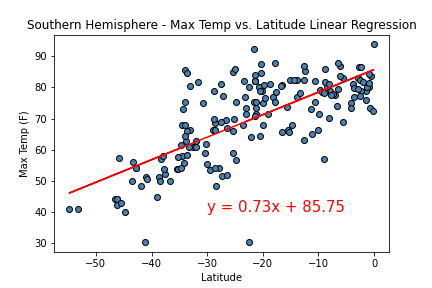 Southern Hemisphere - Max Temp vs. Latitude Linear Regression
Max Temp (F)
90
80
70
60
50
40
30
y = 0.73x + 85.75
−50 −40 −30 −20 −10 0
Latitude